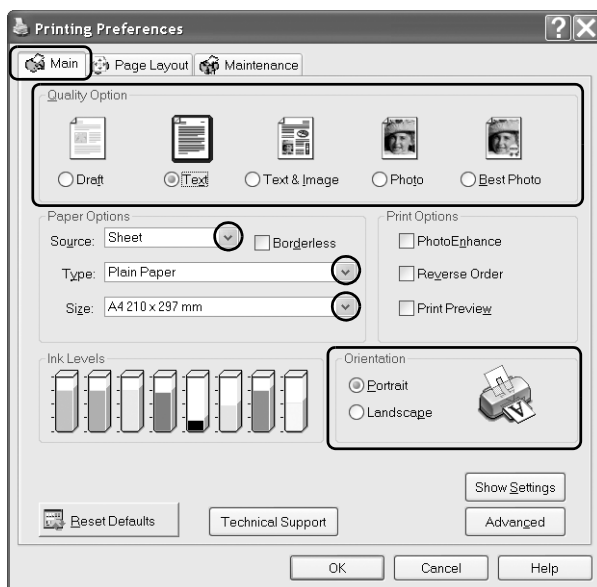 Printing Preferences
Main Page Layout Maintenance
Quality Option
Draft Text Text & Image Photo Best Photo
Paper Options
Source: Sheet Borderless
Type: Plain Paper
Size: A4 210 x 297 mm
Print Options
PhotoEnhance
Reverse Order
Print Preview
Ink Levels
Orientation
Portrait
Landscape
A
Show Settings
Reset Defaults Technical Support Advanced
OK Cancel Help